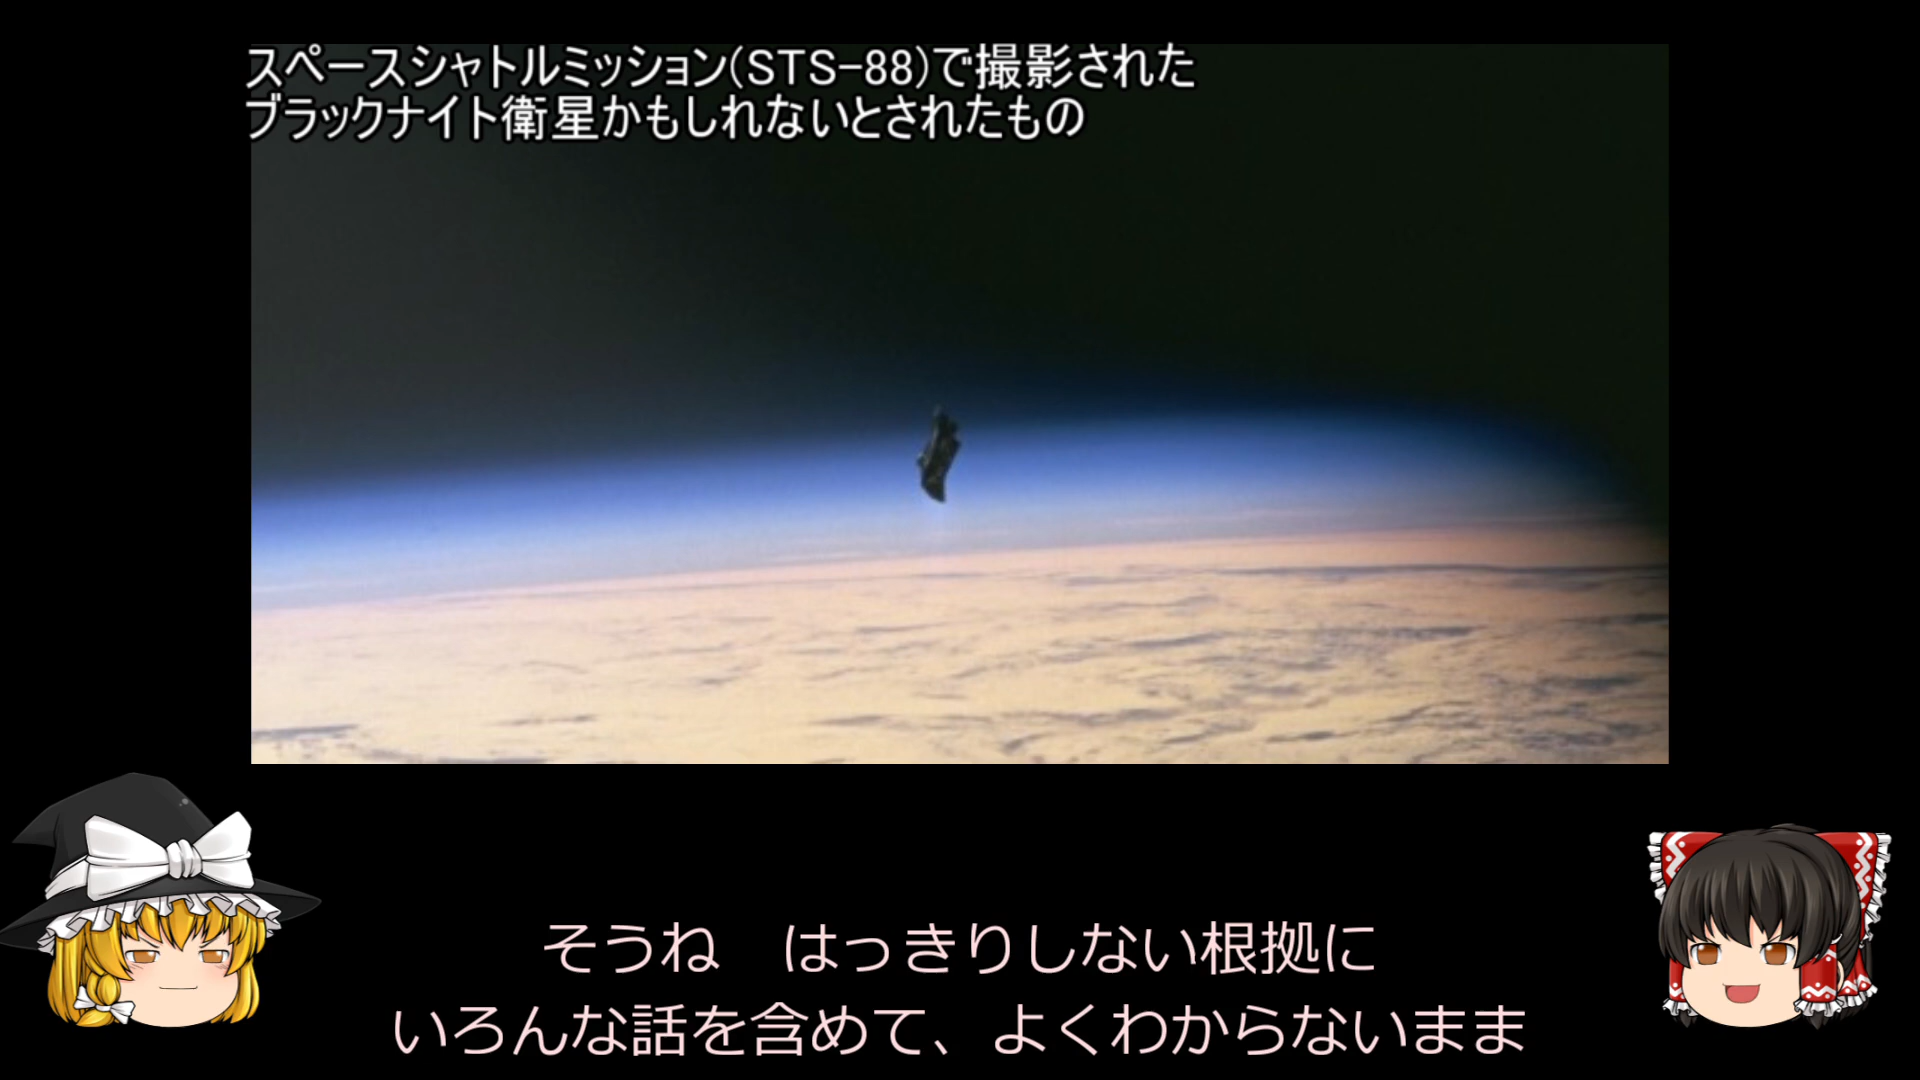 スペースシャトルミッション(STS-88)で撮影された
ブラックナイト衛星かもしれないとされたもの
そうね　はっきりしない根拠に
いろんな話を含めて、よくわからないまま